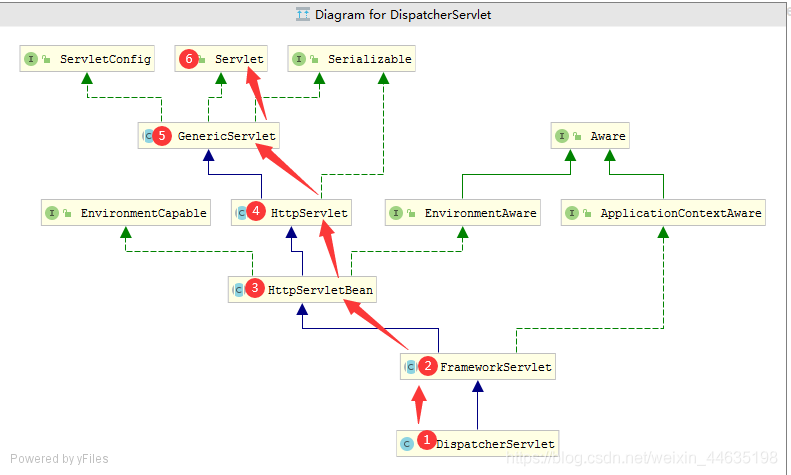 Diagram for DispatcherServlet
I ServletConfig
I 6 Servlet
I Serializable
C 5 GenericServlet
I Aware
I EnvironmentCapable
C 4 HttpServlet
I EnvironmentAware
I ApplicationContextAware
C 3 HttpServletBean
C 2 FrameworkServlet
C 1 DispatcherServlet
Powered by yFiles
https://blog.csdn.net/weixin_44635198